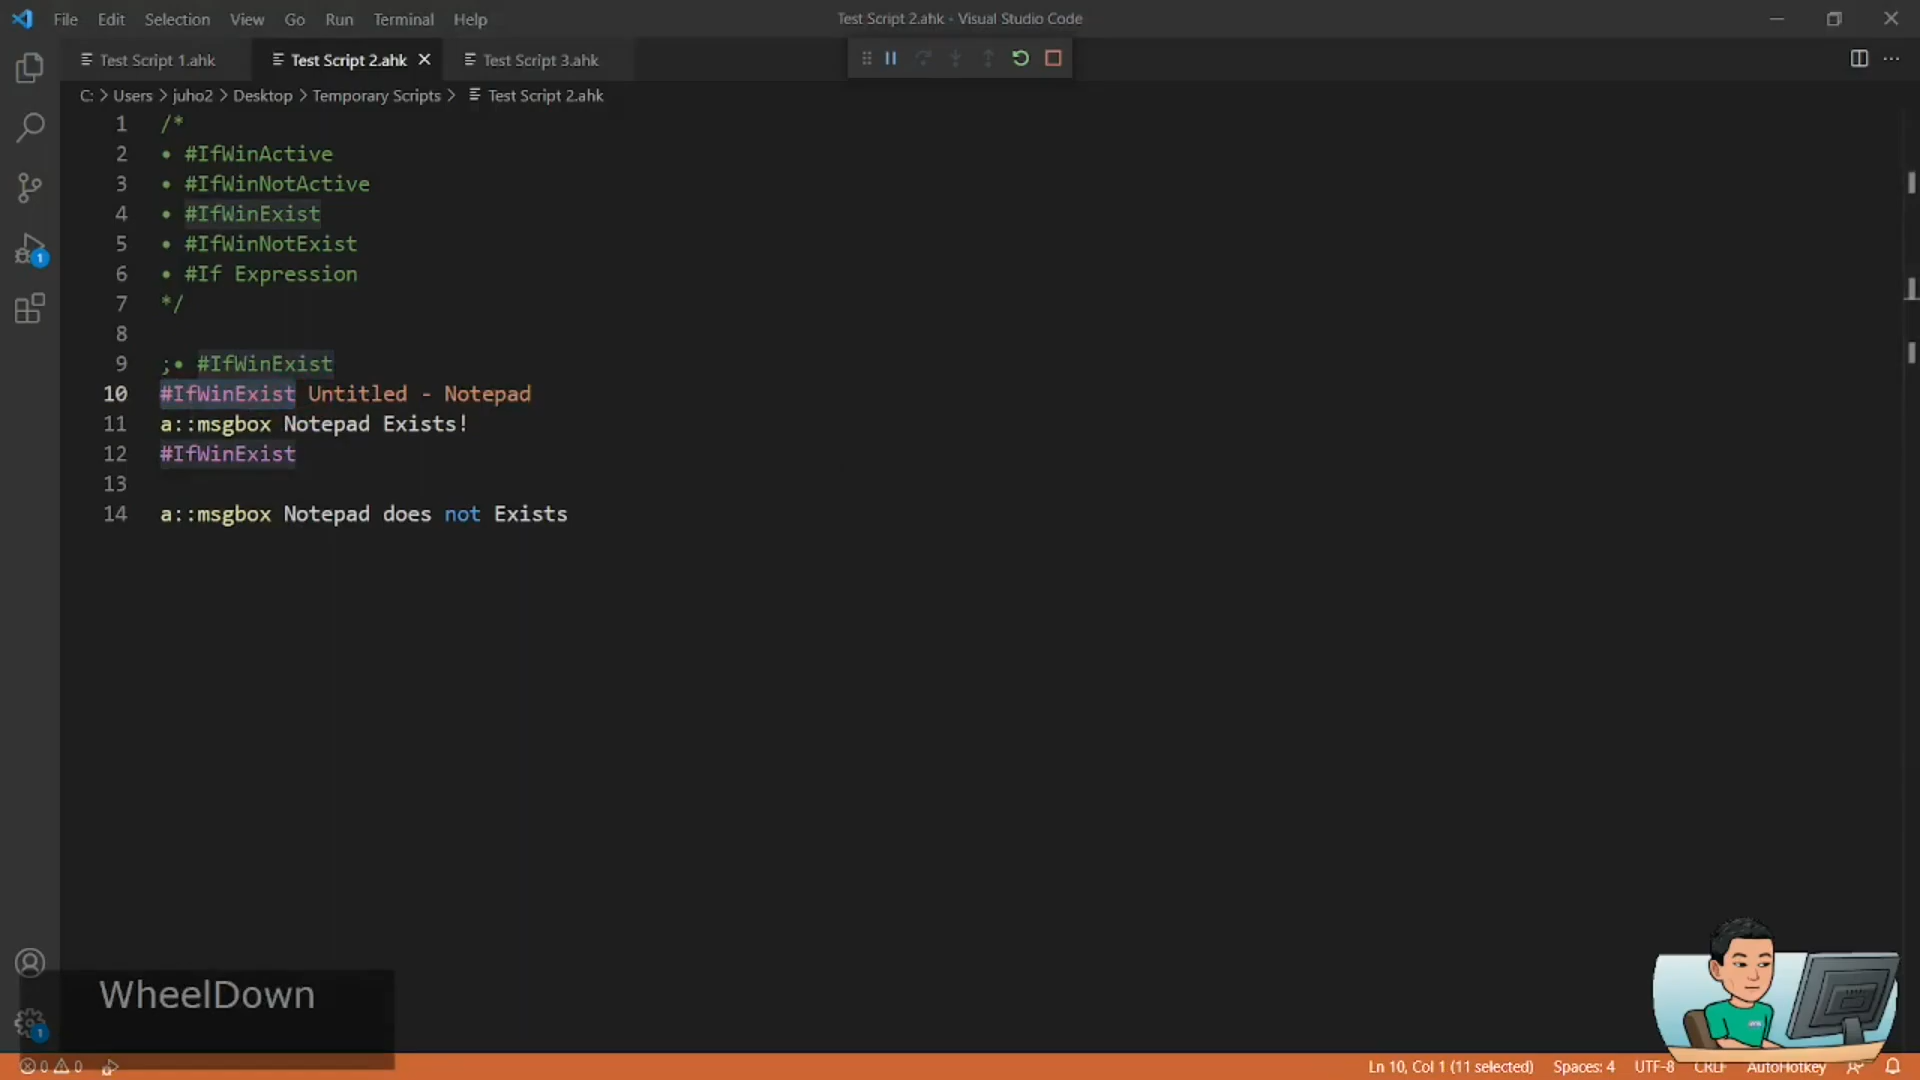 File Edit Selection View Go Run Terminal Help
Test Script 2.ahk - Visual Studio Code
Test Script 1.ahk
Test Script 2.ahk
Test Script 3.ahk
C: > Users > juho2 > Desktop > Temporary Scripts > Test Script 2.ahk
1 /*
2 • #IfWinActive
3 • #IfWinNotActive
4 • #IfWinExist
5 • #IfWinNotExist
6 • #If Expression
7 */
8
9 ;• #IfWinExist
10 #IfWinExist Untitled - Notepad
11 a::msgbox Notepad Exists!
12 #IfWinExist
13
14 a::msgbox Notepad does not Exists
1
WheelDown
1
0 0
Ln 10, Col 1 (11 selected) Spaces: 4 UTF-8 CRLF AutoHotkey